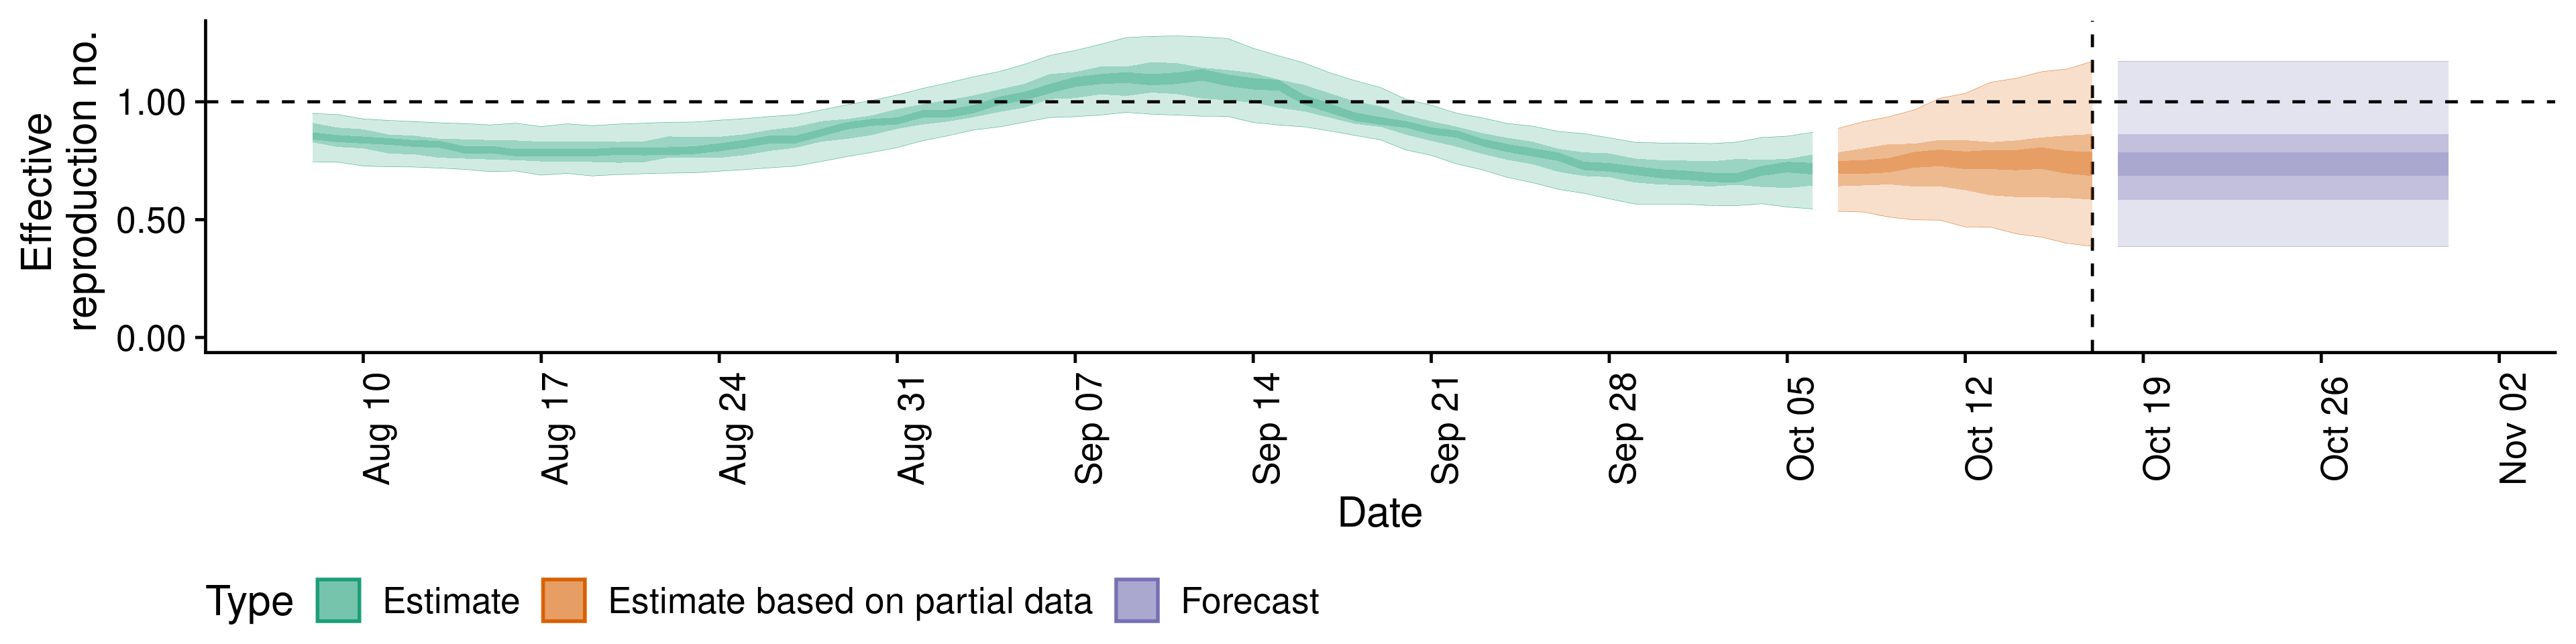 Effective
reproduction no.
1.00
0.50
0.00
Aug 10
Aug 17
Aug 24
Aug 31
Sep 07
Sep 14
Sep 21
Sep 28
Oct 05
Oct 12
Oct 19
Oct 26
Nov 02
Date
Type Estimate Estimate based on partial data Forecast